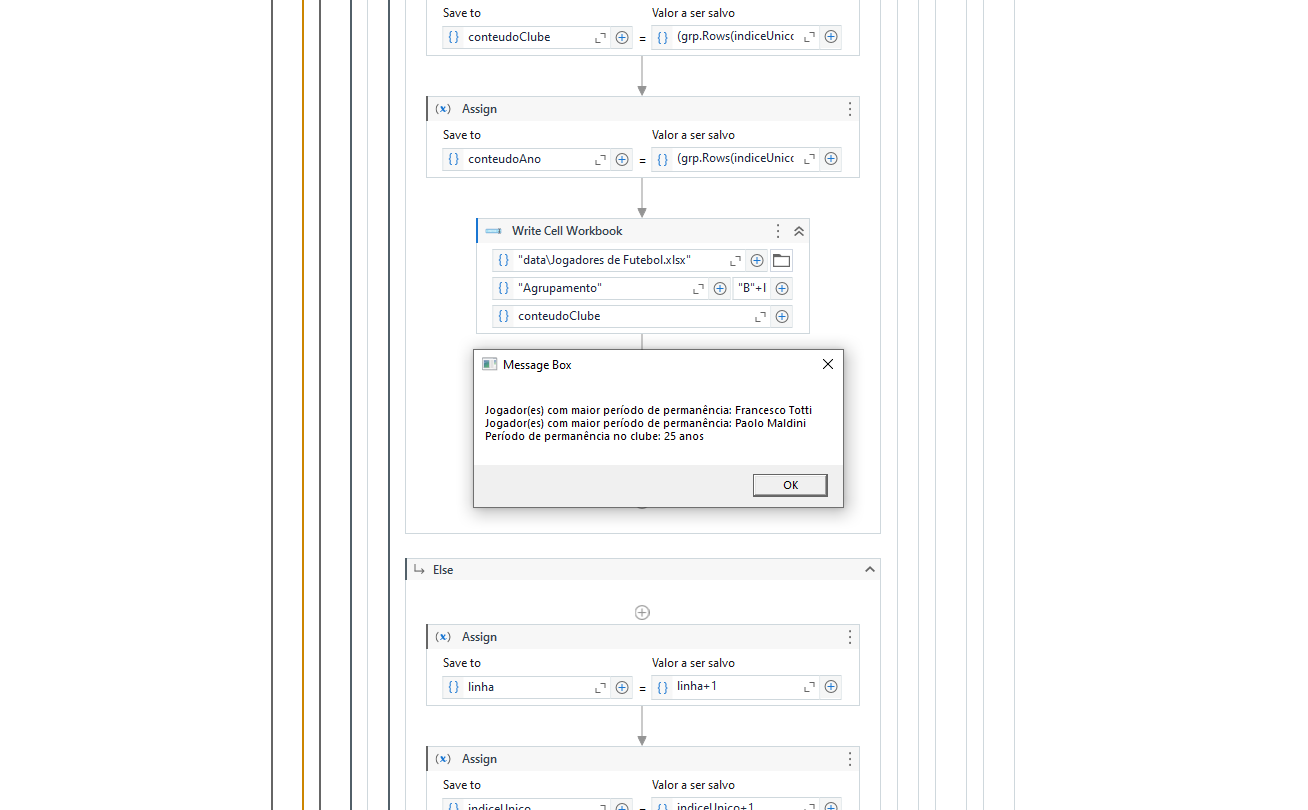 Save to Valor a ser salvo
conteudoClube = (grp.Rows(indiceUnico
Assign
Save to Valor a ser salvo
conteudoAno = (grp.Rows(indiceUnico
Write Cell Workbook
"data\Jogadores de Futebol.xlsx"
"Agrupamento" "B"+l
conteudoClube
Message Box
Jogador(es) com maior período de permanência: Francesco Totti
Jogador(es) com maior período de permanência: Paolo Maldini
Período de permanência no clube: 25 anos
OK
Else
Assign
Save to Valor a ser salvo
linha = linha+1
Assign
Save to Valor a ser salvo
indiceUnico = indiceUnico+1